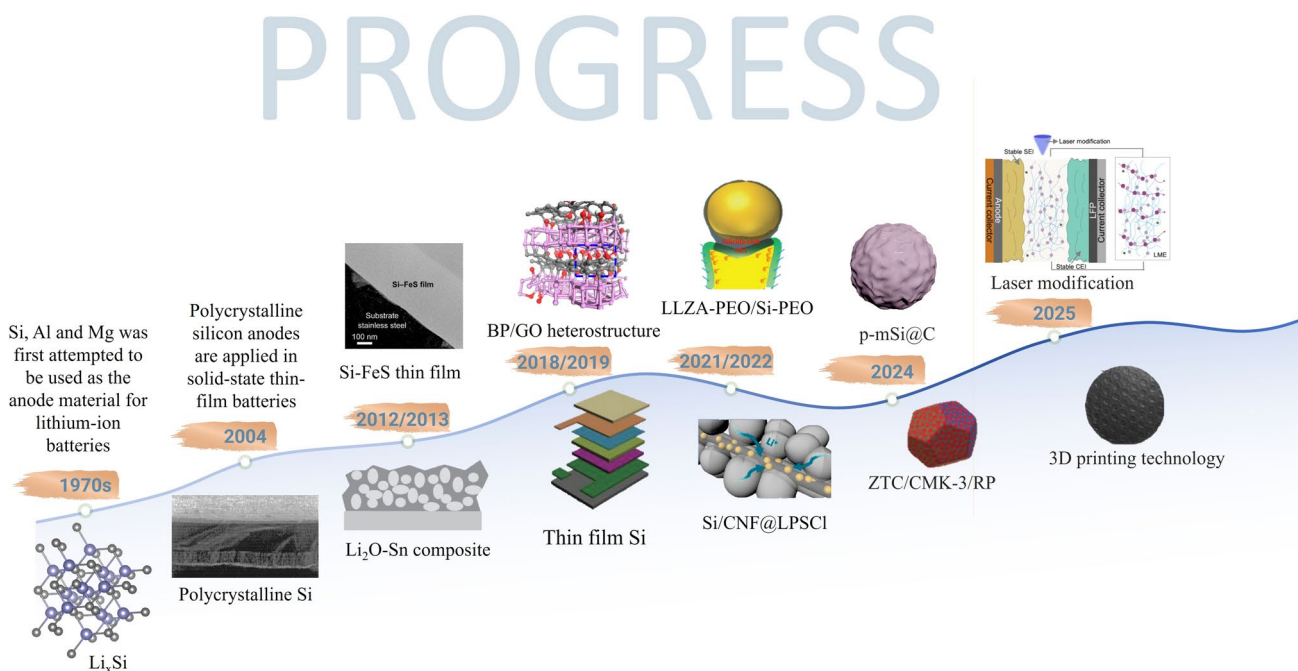 PROGRESS
Si, Al and Mg was
first attempted to
be used as the
anode material for
lithium-ion
batteries
1970s
LiₓSi
Polycrystalline
silicon anodes
are applied in
solid-state thin-
film batteries
2004
Polycrystalline Si
Si–FeS film
Substrate
stainless steel
100 nm
Si-FeS thin film
2012/2013
Li₂O-Sn composite
BP/GO heterostructure
2018/2019
Thin film Si
LLZA-PEO/Si-PEO
2021/2022
Li⁺
Si/CNF@LPSCl
p-mSi@C
2024
ZTC/CMK-3/RP
Laser modification
Stable SEI
Current collector
Anode
LFP
Current collector
Stable CEI
LME
Laser modification
2025
3D printing technology